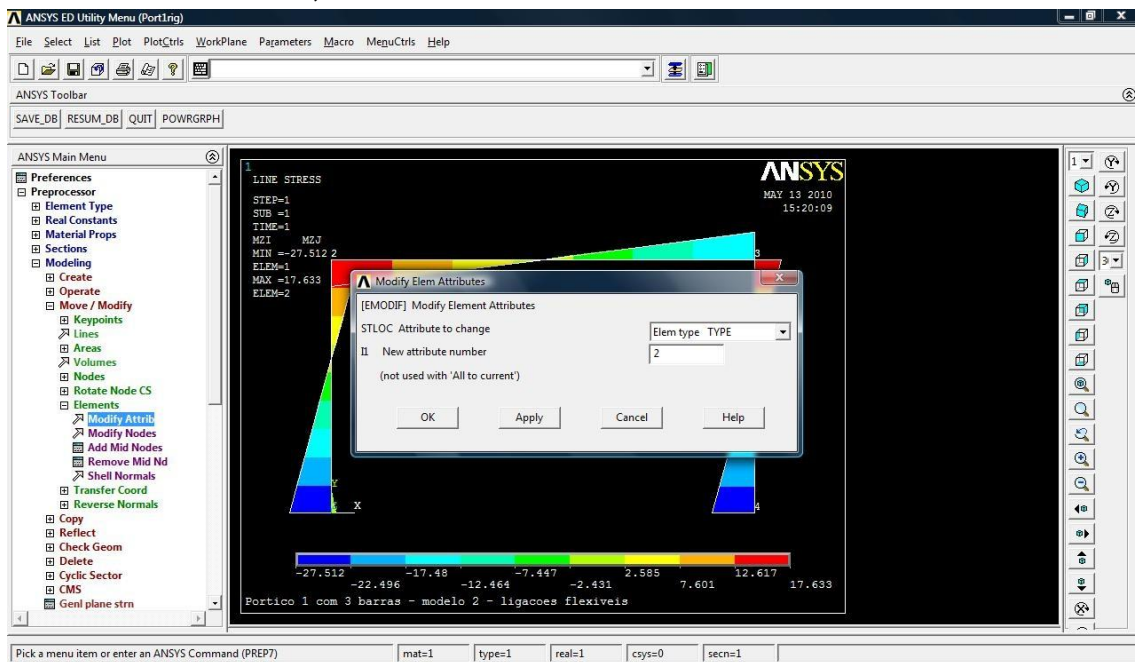 ANSYS ED Utility Menu (Port1rig)
File Select List Plot PlotCtrls WorkPlane Parameters Macro MenuCtrls Help
ANSYS Toolbar
SAVE_DB RESUM_DB QUIT POWRGRPH
ANSYS Main Menu
Preferences
Preprocessor
Element Type
Real Constants
Material Props
Sections
Modeling
Create
Operate
Move / Modify
Keypoints
Lines
Areas
Volumes
Nodes
Rotate Node CS
Elements
Modify Attrib
Modify Nodes
Add Mid Nodes
Remove Mid Nd
Shell Normals
Transfer Coord
Reverse Normals
Copy
Reflect
Check Geom
Delete
Cyclic Sector
CMS
Genl plane strn
1
LINE STRESS
STEP=1
SUB =1
TIME=1
MZI MZJ
MIN =-27.512
ELEM=1
MAX =17.633
ELEM=2
ANSYS
MAY 13 2010
15:20:09
2
3
Modify Elem Attributes
[EMODIF] Modify Element Attributes
STLOC Attribute to change Elem type TYPE
I1 New attribute number 2
(not used with 'All to current')
OK Apply Cancel Help
Y
X
4
-27.512 -17.48 -7.447 2.585 12.617
-22.496 -12.464 -2.431 7.601 17.633
Portico 1 com 3 barras - modelo 2 - ligacoes flexiveis
1
3
Pick a menu item or enter an ANSYS Command (PREP7) mat=1 type=1 real=1 csys=0 secn=1